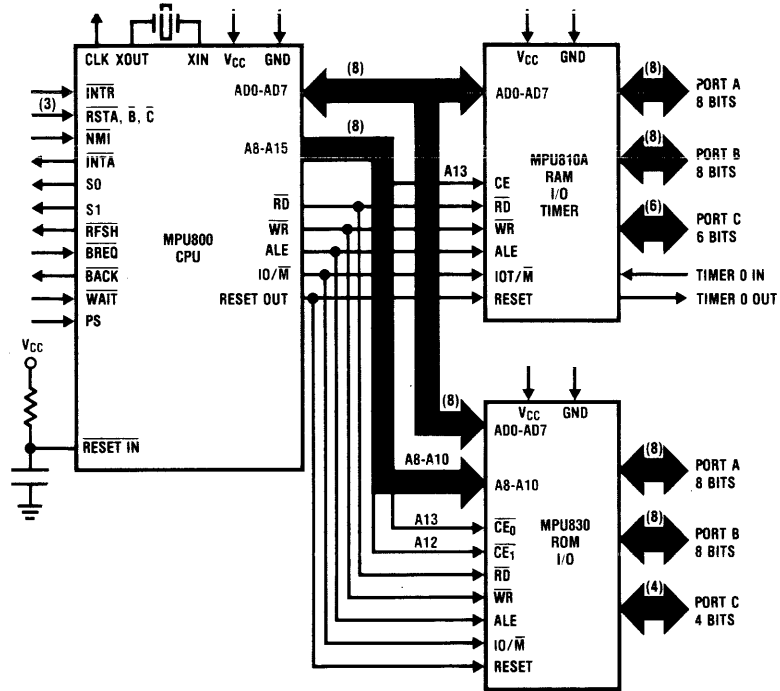 CLK XOUT XIN VCC GND
(3)
INTR
RSTA, B, C
NMI
INTA
S0
S1
RFSH
BREQ
BACK
WAIT
PS
VCC
RESET IN
MPU800
CPU
AD0-AD7
A8-A15
RD
WR
ALE
IO/M
RESET OUT
(8)
(8)
A13
VCC GND
AD0-AD7
CE
RD
WR
ALE
IOT/M
RESET
MPU810A
RAM
I/O
TIMER
(8)
PORT A
8 BITS
(8)
PORT B
8 BITS
(6)
PORT C
6 BITS
TIMER 0 IN
TIMER 0 OUT
(8)
A8-A10
A13
A12
VCC GND
AD0-AD7
A8-A10
CE0
CE1
RD
WR
ALE
IO/M
RESET
MPU830
ROM
I/O
(8)
PORT A
8 BITS
(8)
PORT B
8 BITS
(4)
PORT C
4 BITS